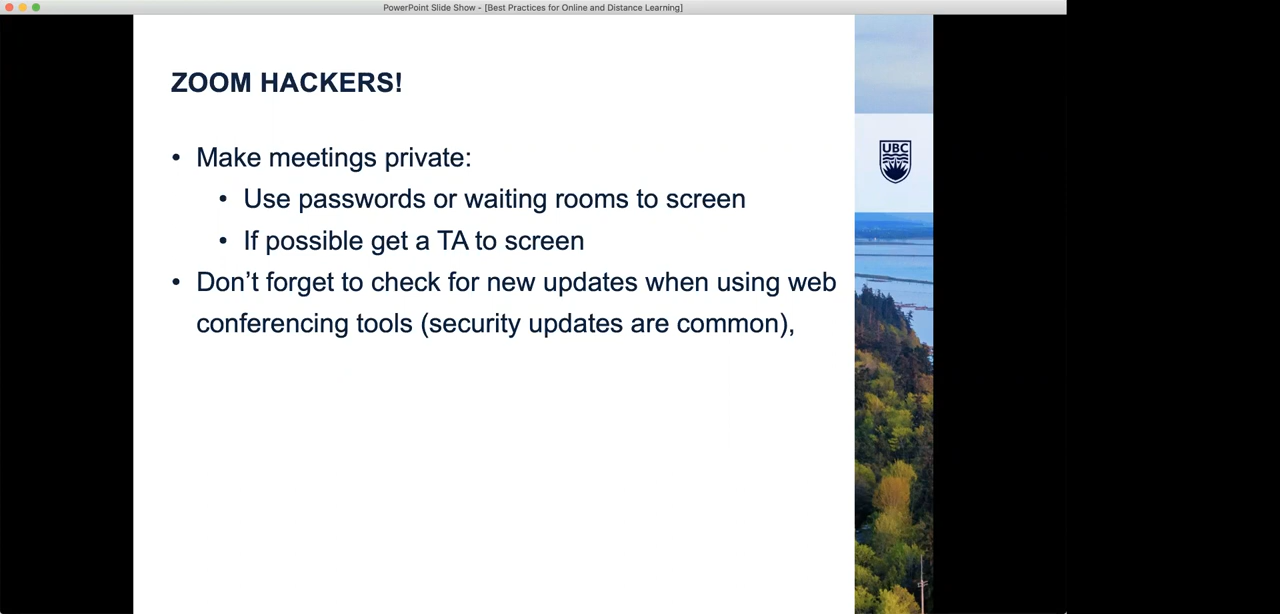 PowerPoint Slide Show - [Best Practices for Online and Distance Learning]
ZOOM HACKERS!
• Make meetings private:
• Use passwords or waiting rooms to screen
• If possible get a TA to screen
• Don’t forget to check for new updates when using web
conferencing tools (security updates are common),
UBC